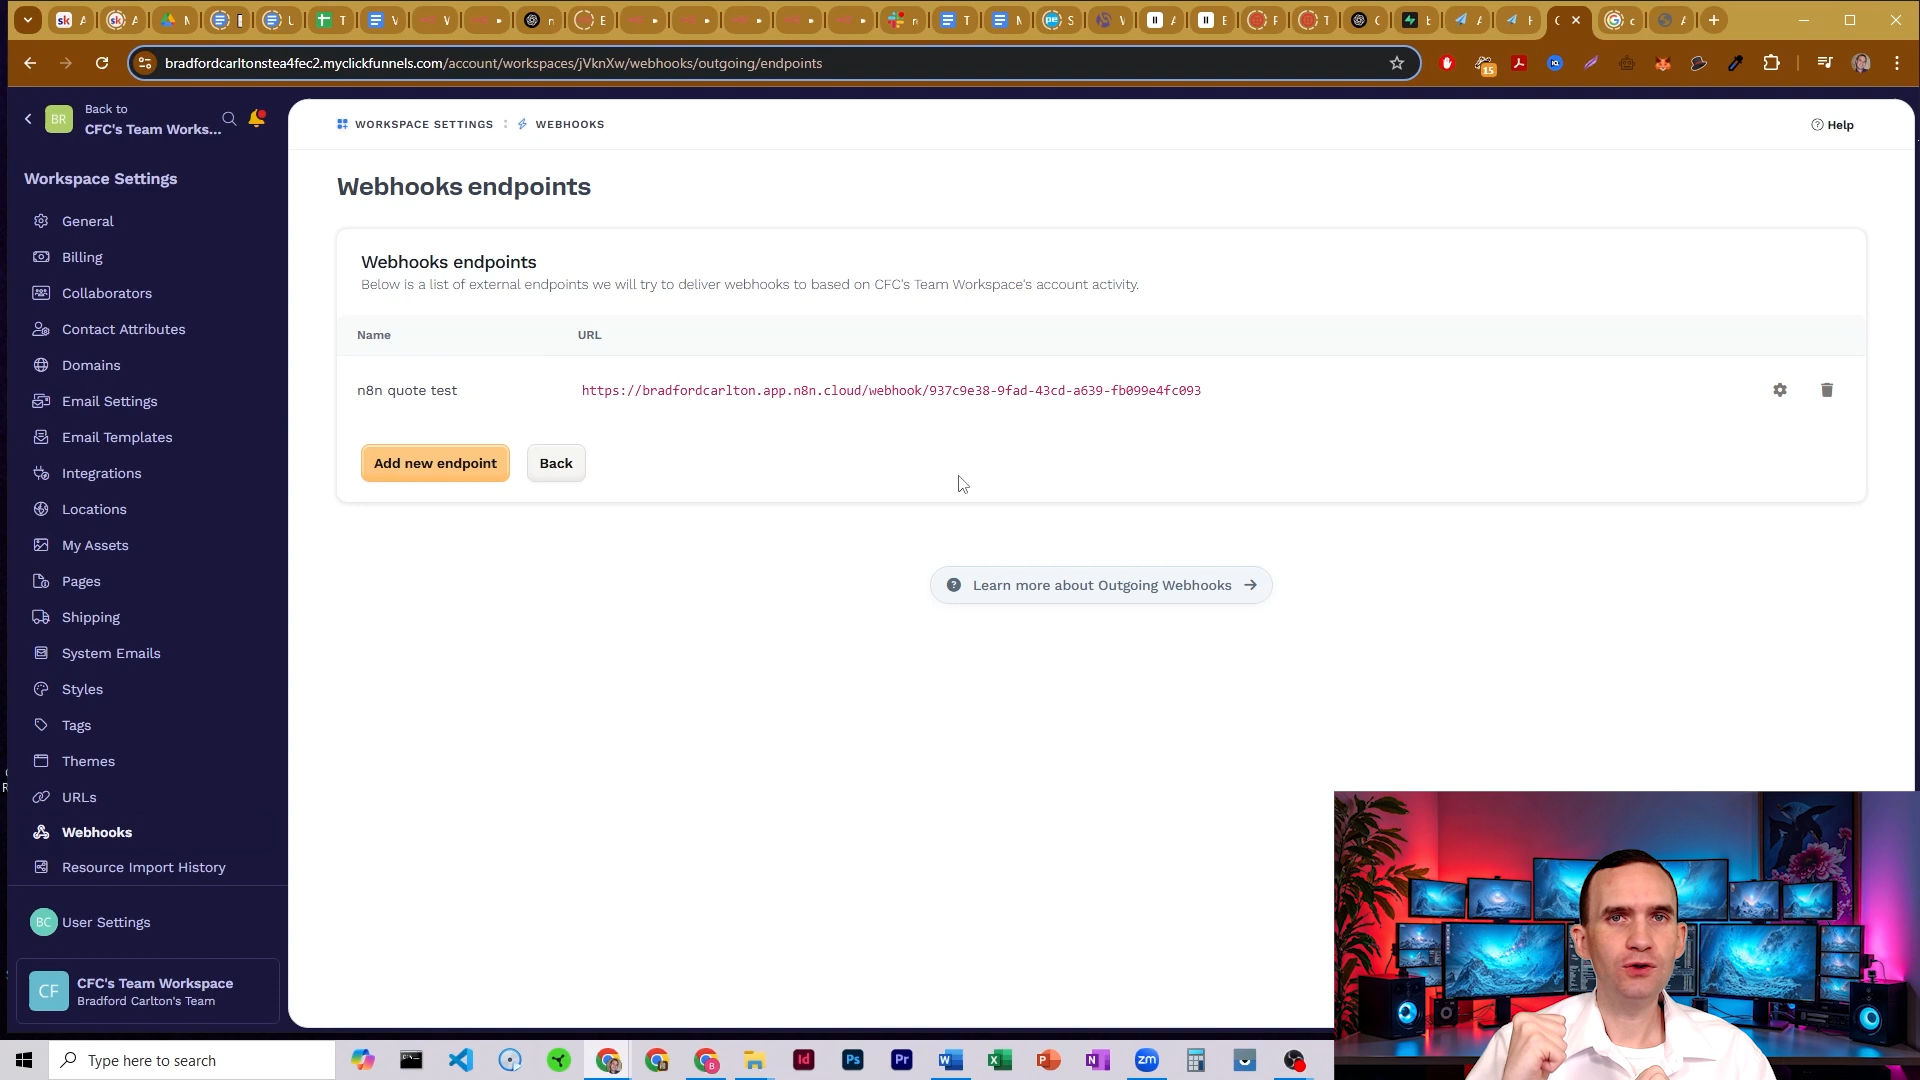 bradfordcarltonstea4fec2.myclickfunnels.com/account/workspaces/jVknXw/webhooks/outgoing/endpoints
15
BR
Back to
CFC's Team Works...
Workspace Settings
General
Billing
Collaborators
Contact Attributes
Domains
Email Settings
Email Templates
Integrations
Locations
My Assets
Pages
Shipping
System Emails
Styles
Tags
Themes
URLs
Webhooks
Resource Import History
BC
User Settings
CF
CFC's Team Workspace
Bradford Carlton's Team
WORKSPACE SETTINGS
WEBHOOKS
Help
Webhooks endpoints
Webhooks endpoints
Below is a list of external endpoints we will try to deliver webhooks to based on CFC's Team Workspace's account activity.
Name URL
n8n quote test https://bradfordcarlton.app.n8n.cloud/webhook/937c9e38-9fad-43cd-a639-fb099e4fc093
Add new endpoint Back
Learn more about Outgoing Webhooks
Type here to search